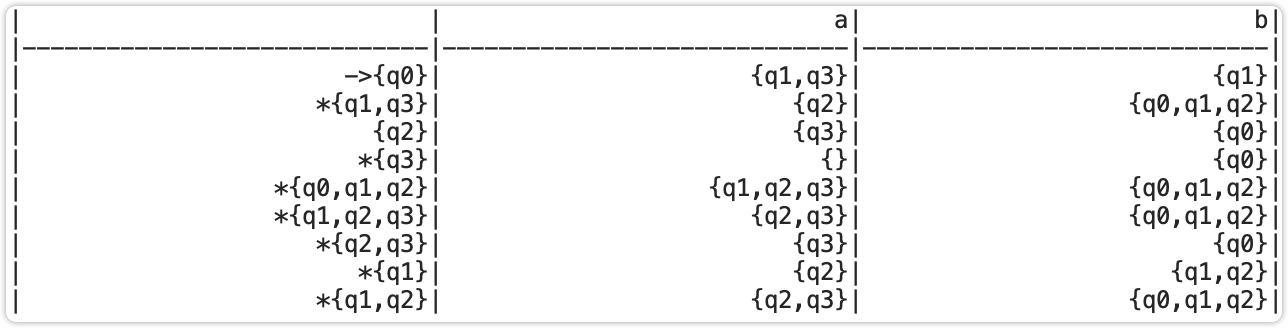 |                             |                            a|                            b|
|-----------------------------|-----------------------------|-----------------------------|
|                       ->{q0}|                      {q1,q3}|                         {q1}|
|                     *{q1,q3}|                         {q2}|                   {q0,q1,q2}|
|                         {q2}|                         {q3}|                         {q0}|
|                        *{q3}|                           {}|                         {q0}|
|                  *{q0,q1,q2}|                   {q1,q2,q3}|                   {q0,q1,q2}|
|                  *{q1,q2,q3}|                      {q2,q3}|                   {q0,q1,q2}|
|                     *{q2,q3}|                         {q3}|                         {q0}|
|                        *{q1}|                         {q2}|                      {q1,q2}|
|                     *{q1,q2}|                      {q2,q3}|                   {q0,q1,q2}|